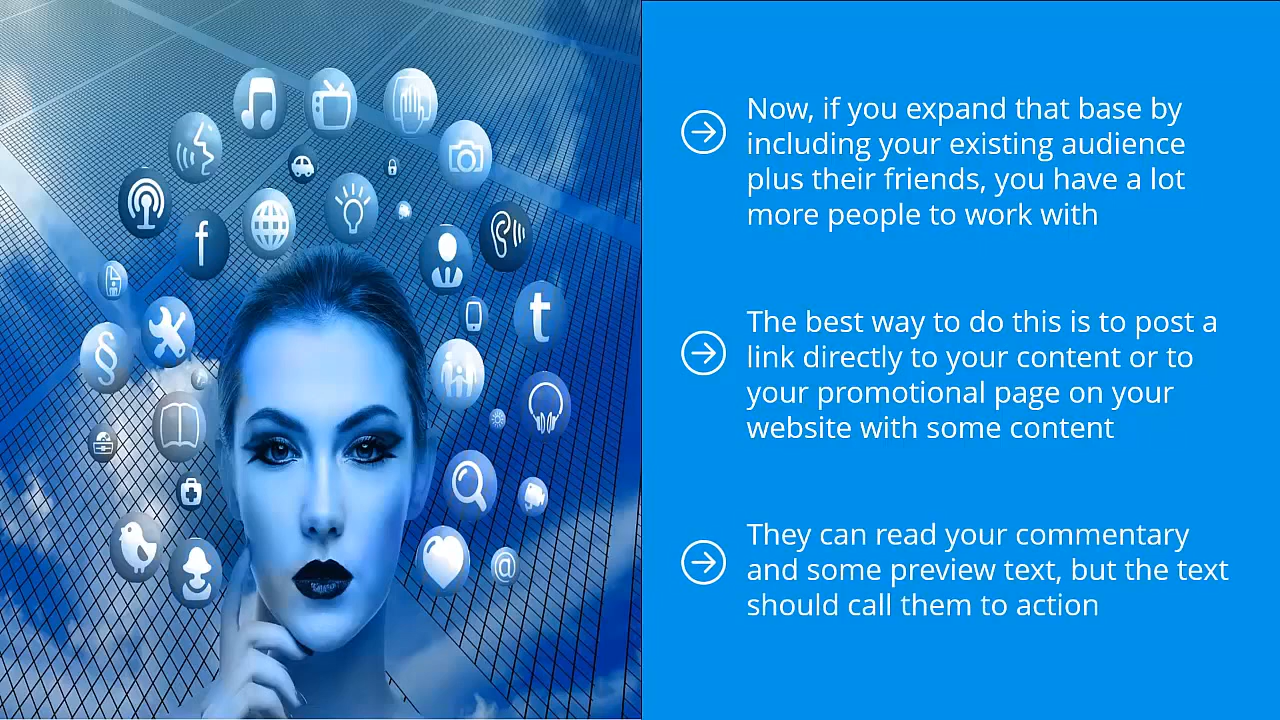 Now, if you expand that base by
including your existing audience
plus their friends, you have a lot
more people to work with
The best way to do this is to post a
link directly to your content or to
your promotional page on your
website with some content
They can read your commentary
and some preview text, but the text
should call them to action
f
t
§
@